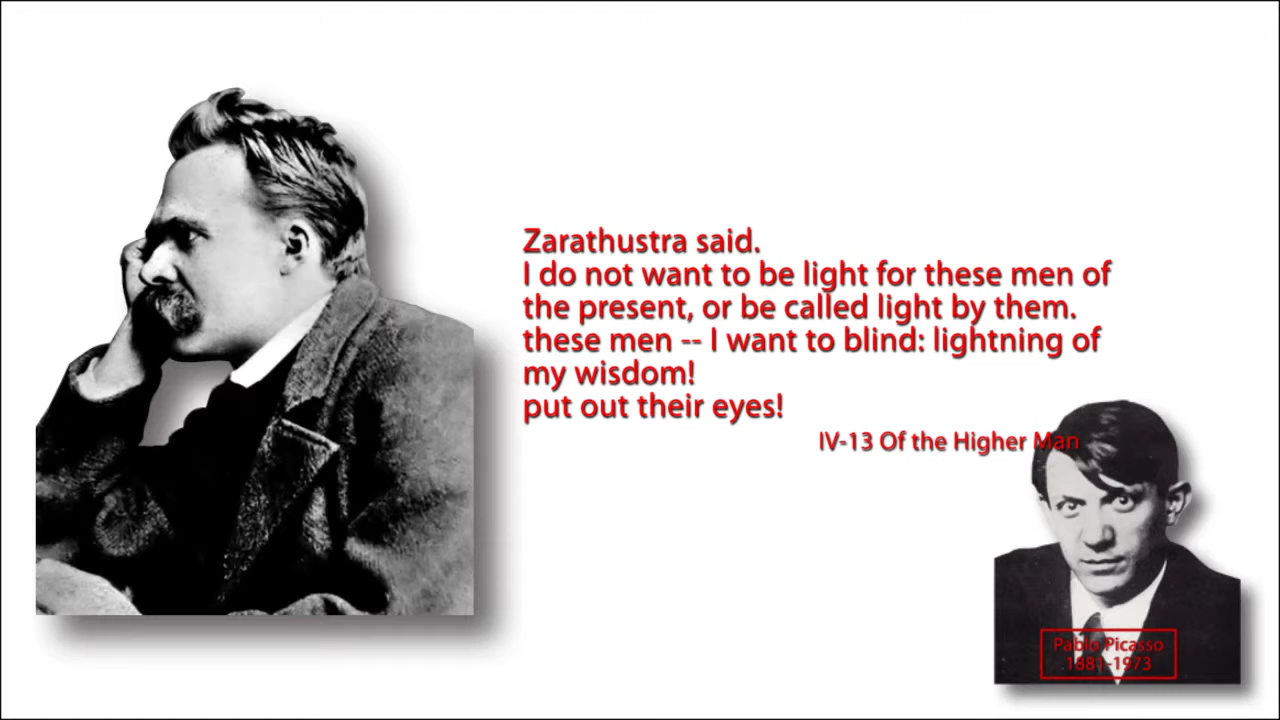 Zarathustra said.
I do not want to be light for these men of
the present, or be called light by them.
these men -- I want to blind: lightning of
my wisdom!
put out their eyes!
IV-13 Of the Higher Man
Pablo Picasso
1881-1973